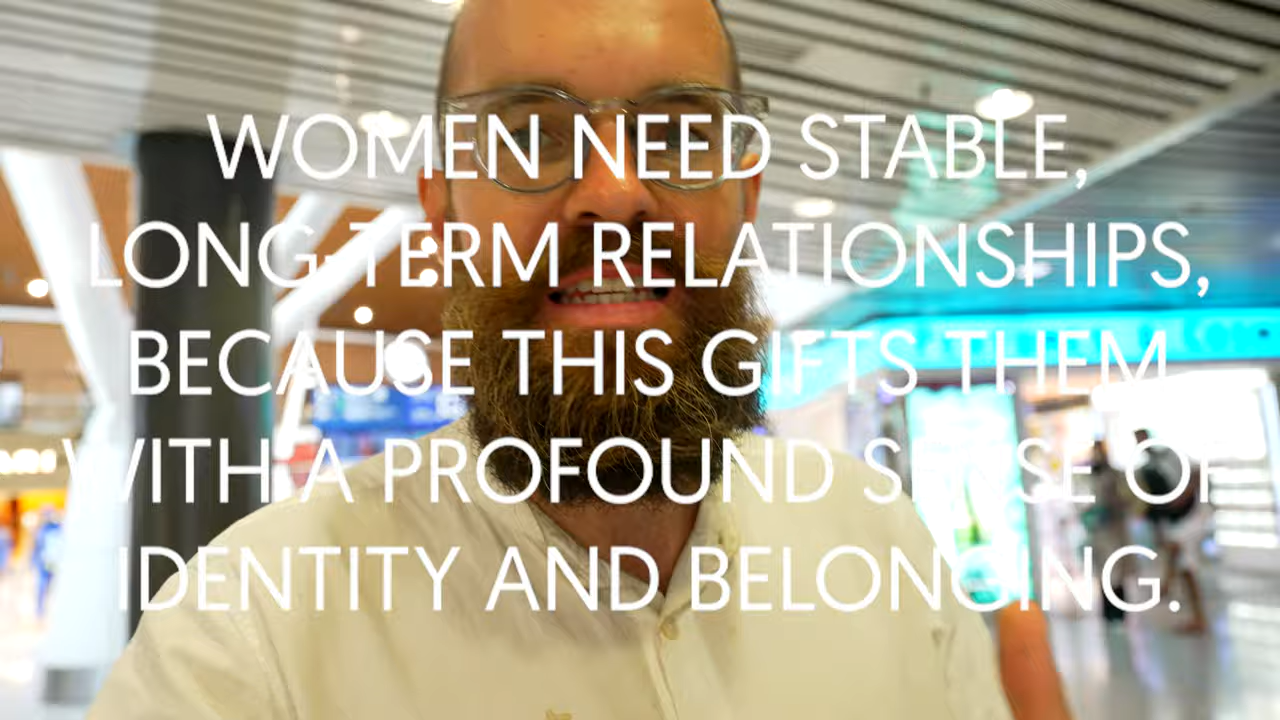 WOMEN NEED STABLE,
LONG-TERM RELATIONSHIPS,
BECAUSE THIS GIFTS THEM
WITH A PROFOUND SENSE OF
IDENTITY AND BELONGING.